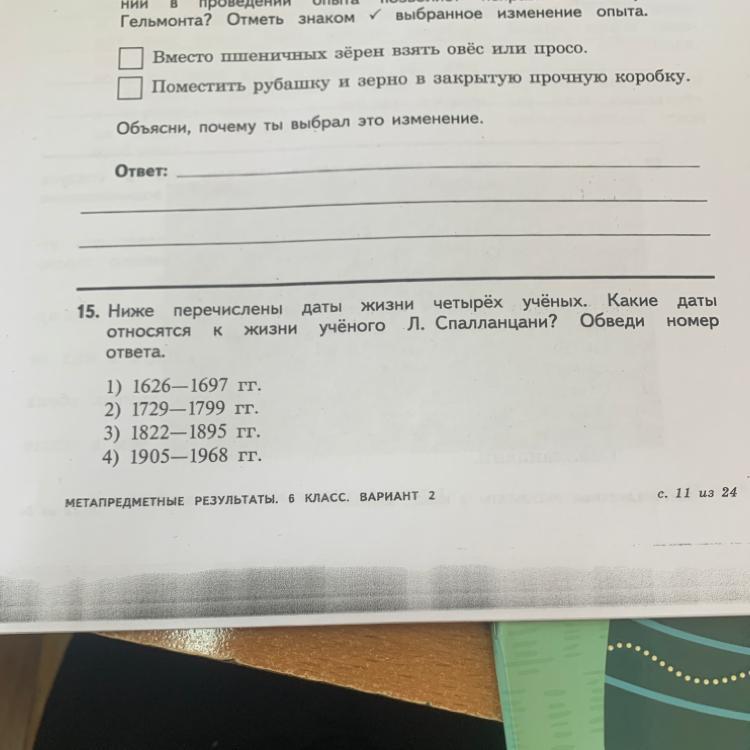 нии в проведении опыта
Гельмонта? Отметь знаком ✓ выбранное изменение опыта.
Вместо пшеничных зёрен взять овёс или просо.
Поместить рубашку и зерно в закрытую прочную коробку.
Объясни, почему ты выбрал это изменение.
Ответ:
15. Ниже перечислены даты жизни четырёх учёных. Какие даты
относятся к жизни учёного Л. Спалланцани? Обведи номер
ответа.
1) 1626—1697 гг.
2) 1729—1799 гг.
3) 1822—1895 гг.
4) 1905—1968 гг.
МЕТАПРЕДМЕТНЫЕ РЕЗУЛЬТАТЫ. 6 КЛАСС. ВАРИАНТ 2
с. 11 из 24